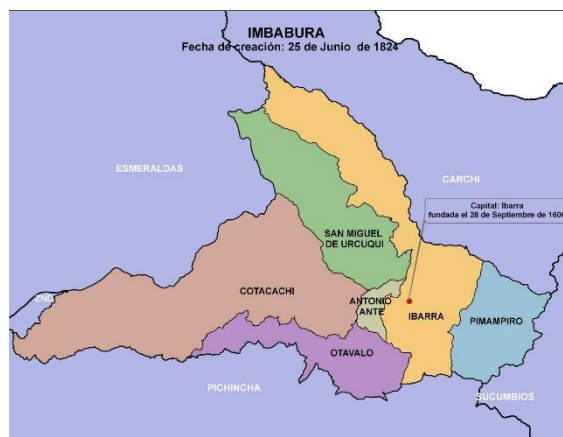 IMBABURA
Fecha de creación: 25 de Junio de 1824
ESMERALDAS
CARCHI
Capital: Ibarra
fundada el 28 de Septiembre de 1606
SAN MIGUEL
DE URCUQUI
COTACACHI
ANTONIO
ANTE
IBARRA
PIMAMPIRO
OTAVALO
PICHINCHA
SUCUMBIOS